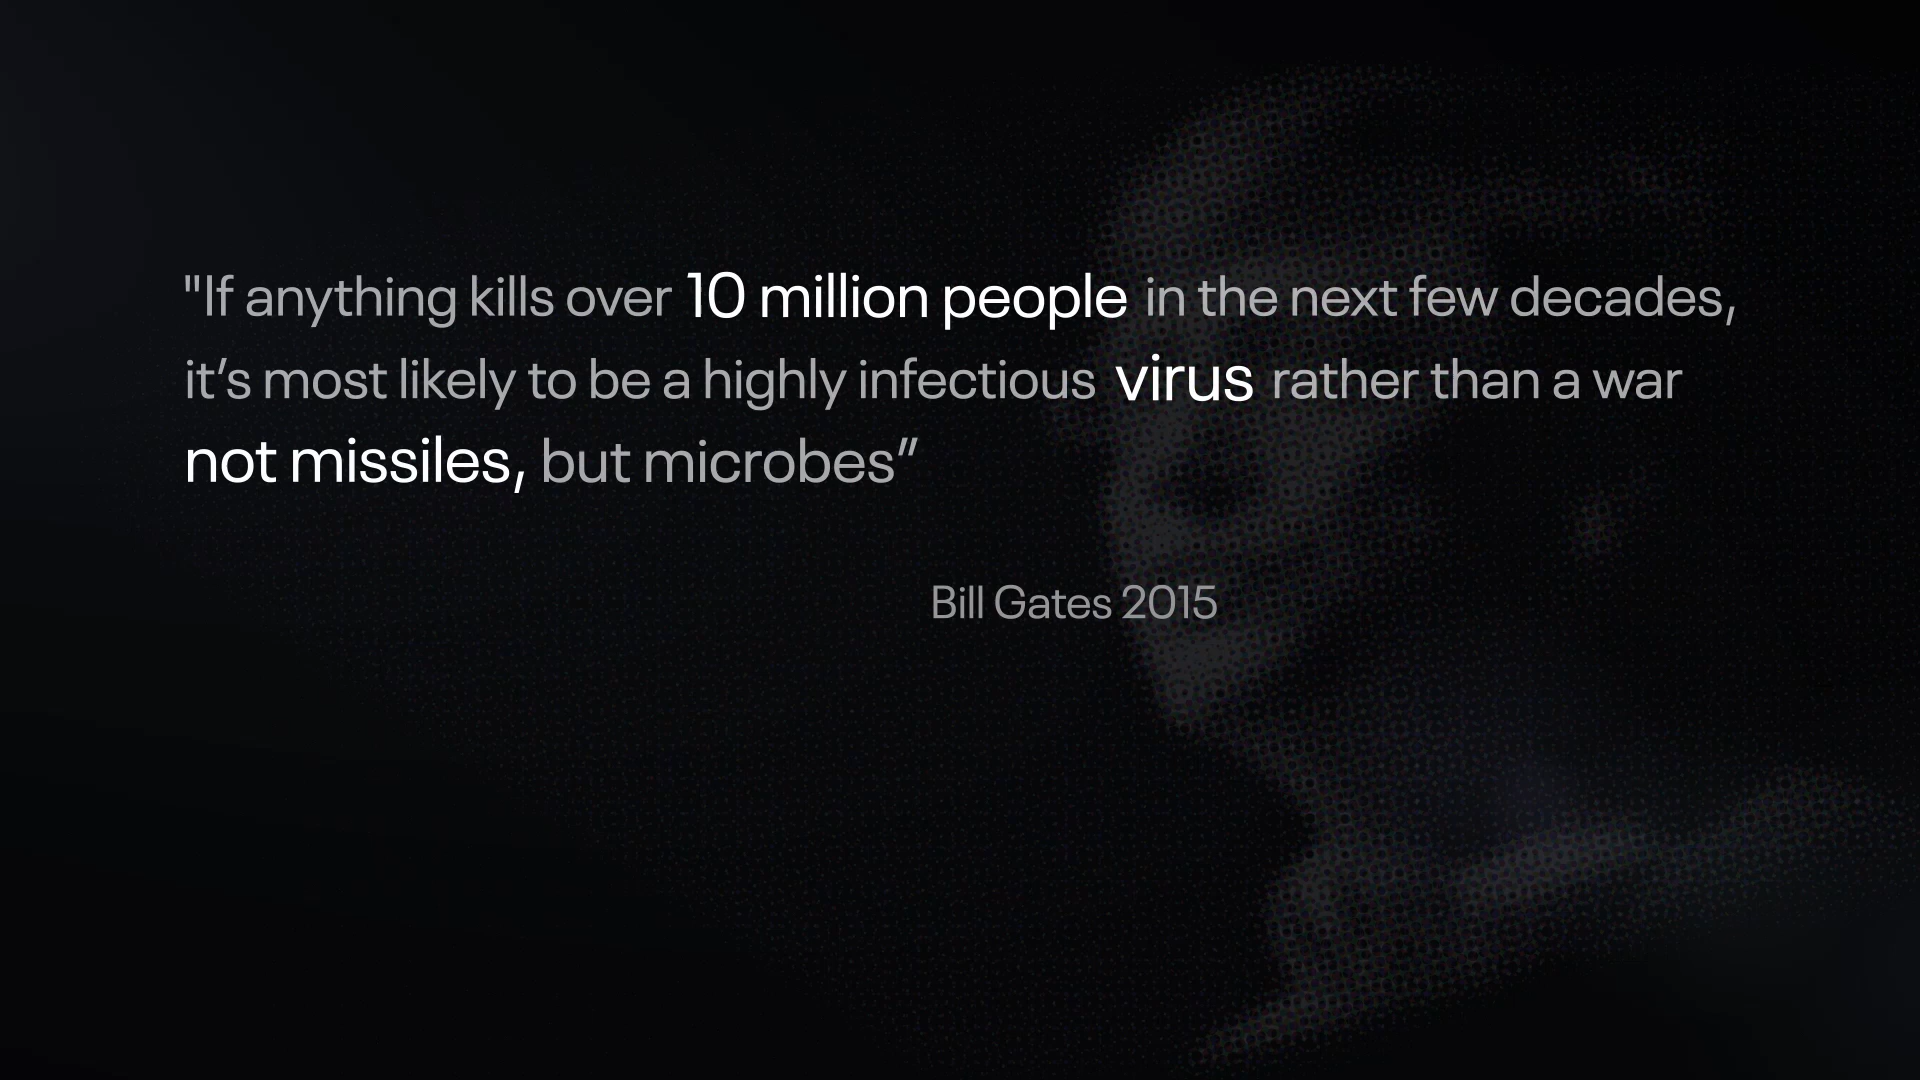 "If anything kills over 10 million people in the next few decades,
it’s most likely to be a highly infectious virus rather than a war
not missiles, but microbes”
Bill Gates 2015